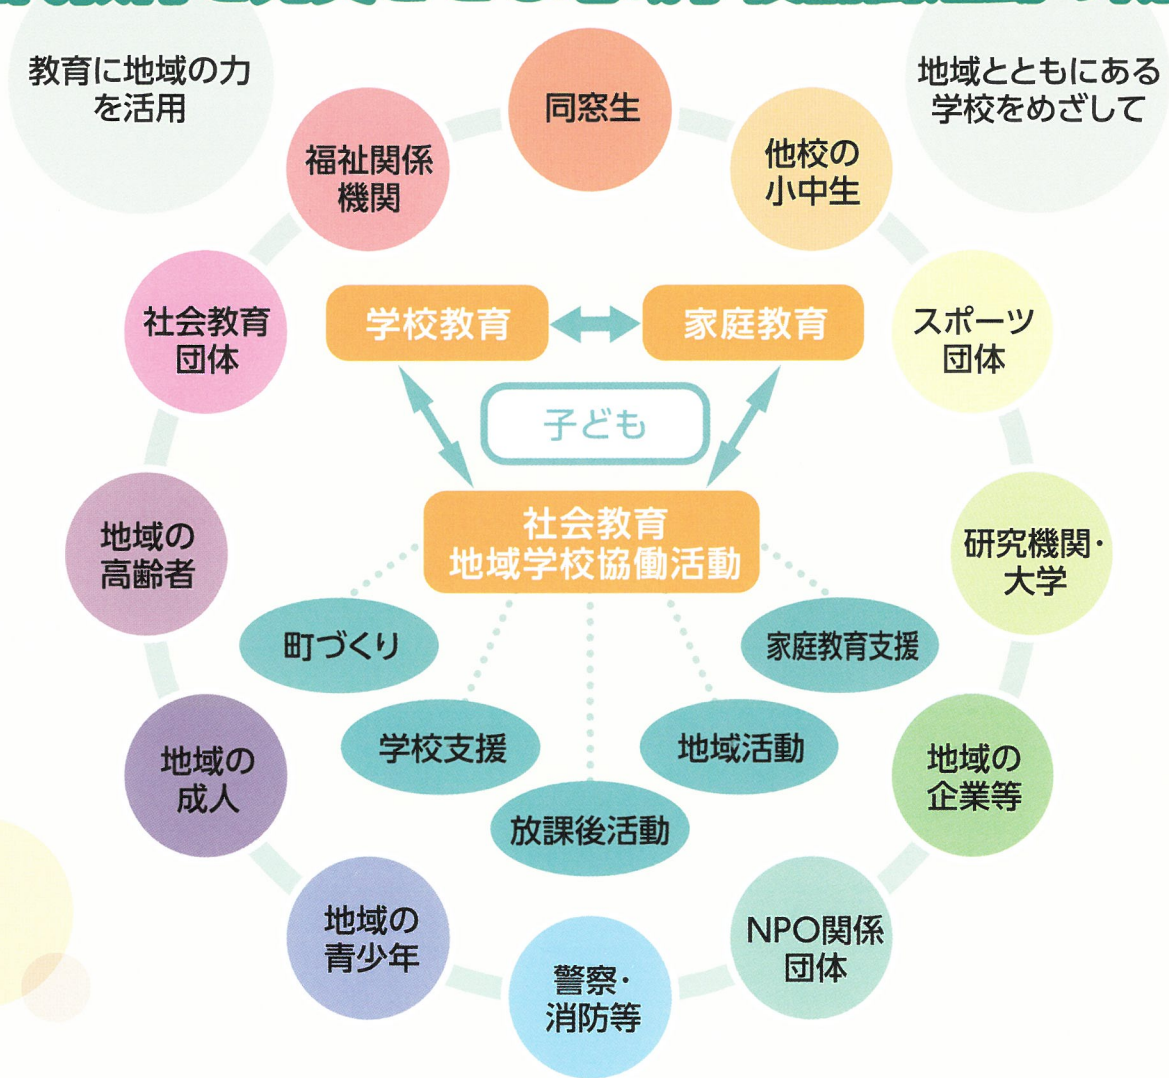 教育に地域の力
を活用
地域とともにある
学校をめざして
同窓生
他校の
小中生
スポーツ
団体
研究機関・
大学
地域の
企業等
NPO関係
団体
警察・
消防等
地域の
青少年
地域の
成人
地域の
高齢者
社会教育
団体
福祉関係
機関
学校教育
家庭教育
子ども
社会教育
地域学校協働活動
町づくり
学校支援
放課後活動
地域活動
家庭教育支援